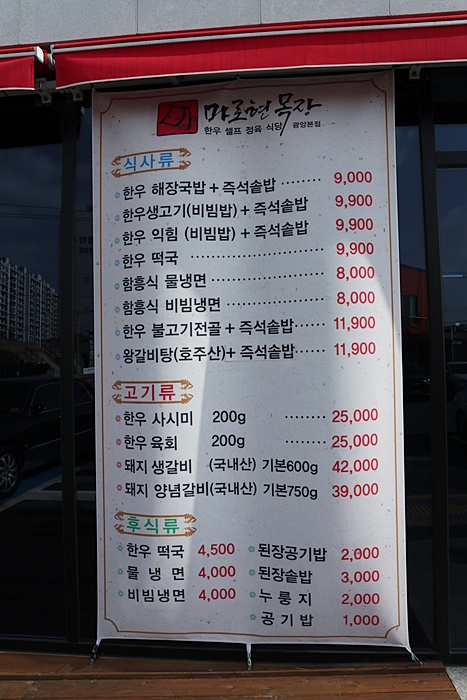 마로현목장
한우 셀프 정육 식당 광양본점
식사류
한우 해장국밥 + 즉석솥밥 ········ 9,000
한우생고기(비빔밥) + 즉석솥밥 9,900
한우 익힘 (비빔밥) + 즉석솥밥 9,900
한우 떡국 ························ 9,900
함흥식 물냉면 ···················· 8,000
함흥식 비빔냉면 ················· 8,000
한우 불고기전골 + 즉석솥밥······ 11,900
왕갈비탕(호주산)+ 즉석솥밥······ 11,900
고기류
한우 사시미 200g ········ 25,000
한우 육회 200g ········ 25,000
돼지 생갈비 (국내산) 기본600g 42,000
돼지 양념갈비(국내산) 기본750g 39,000
후식류
한우 떡국 4,500 된장공기밥 2,000
물 냉 면 4,000 된장솥밥 3,000
비빔냉면 4,000 누 룽 지 2,000
공 기 밥 1,000